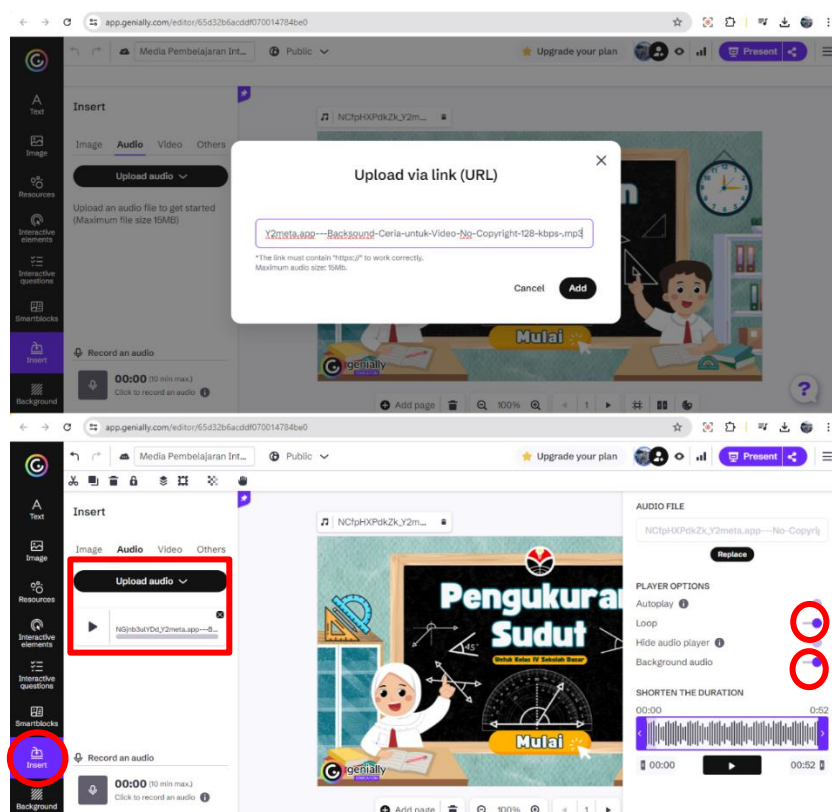 app.genially.com/editor/65d32b6acddf070014784be0
Media Pembelajaran Int...
Public
Upgrade your plan
Present
Text
Image
Resources
Interactive
elements
Interactive
questions
Smartblocks
Insert
Background
Insert
Image Audio Video Others
Upload audio
Upload an audio file to get started
(Maximum file size 15MB)
Record an audio
00:00 (10 min max.)
Click to record an audio
NCfpHXPdkZk_Y2m...
Upload via link (URL)
Y2meta.app---Backsound-Ceria-untuk-Video-No-Copyright-128-kbps-.mp3
*The link must contain "https://" to work correctly.
Maximum audio size: 15Mb.
Cancel Add
Mulai
genially
Add page 100% 1
?
app.genially.com/editor/65d32b6acddf070014784be0
Media Pembelajaran Int...
Public
Upgrade your plan
Present
Text
Image
Resources
Interactive
elements
Interactive
questions
Smartblocks
Insert
Background
Insert
Image Audio Video Others
Upload audio
Record an audio
00:00 (10 min max.)
Click to record an audio
NCfpHXPdkZk_Y2m...
Pengukura
Sudut
45°
Untuk Kelas IV Sekolah Dasar
Mulai
genially
Add page 100% 1
AUDIO FILE
NCfpHXPdkZk_Y2meta.app---No-Copyrig
Replace
PLAYER OPTIONS
Autoplay
Loop
Hide audio player
Background audio
SHORTEN THE DURATION
00:00 0:52
00:00 00:52